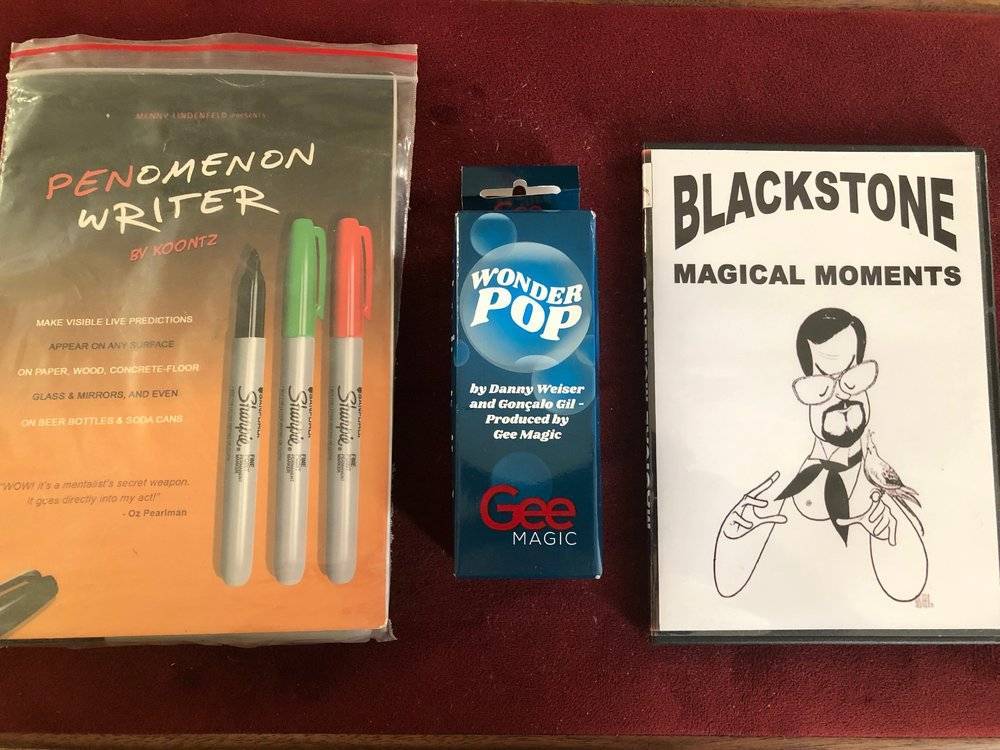 MENNY LINDENFELD PRESENTS
PENOMENON
WRITER
BY KOONTZ
MAKE VISIBLE LIVE PREDICTIONS
APPEAR ON ANY SURFACE
ON PAPER, WOOD, CONCRETE-FLOOR
GLASS & MIRRORS, AND EVEN
ON BEER BOTTLES & SODA CANS
"WOW! it's a mentalist's secret weapon.
It goes directly into my act!"
- Oz Pearlman
Sharpie
Sharpie
Sharpie
Gee
WONDER
POP
by Danny Weiser
and Gonçalo Gil -
Produced by
Gee Magic
Gee
MAGIC
BLACKSTONE
MAGICAL MOMENTS